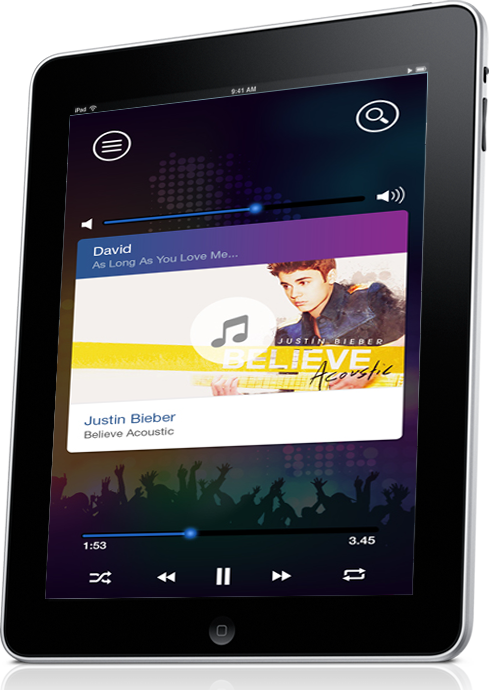 iPad
9:41 AM
David
As Long As You Love Me...
JUSTIN BIEBER
BELIEVE
Acoustic
Justin Bieber
Believe Acoustic
1:53
3.45